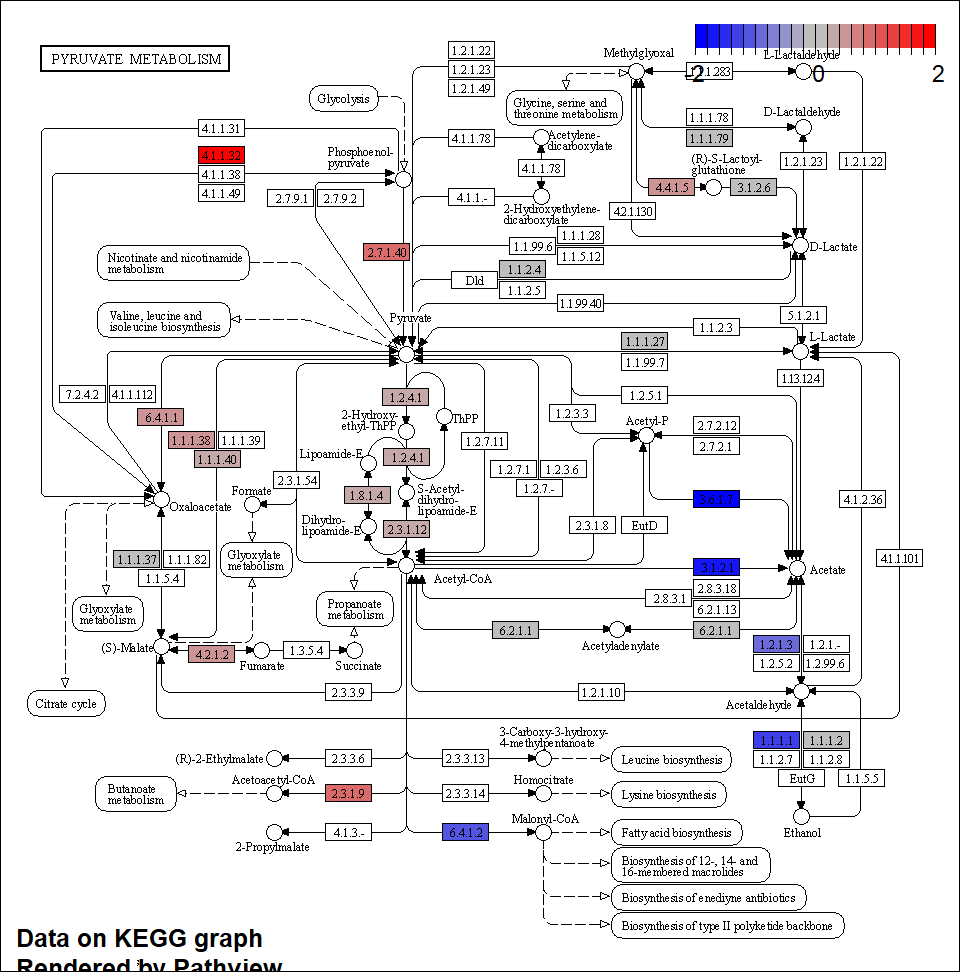 PYRUVATE METABOLISM
-2
0
2
1.2.1.22
1.2.1.23
1.2.1.49
Methylglyoxal
L-Lactaldehyde
1.1.1.283
Glycolysis
Glycine, serine and
threonine metabolism
1.1.1.78
1.1.1.79
D-Lactaldehyde
4.1.1.31
4.1.1.32
4.1.1.38
4.1.1.49
Phosphoenol-
pyruvate
4.1.1.78
Acetylene-
dicarboxylate
4.1.1.78
4.1.1.-
2-Hydroxyethylene-
dicarboxylate
(R)-S-Lactoyl-
glutathione
4.4.1.5
3.1.2.6
1.2.1.23
1.2.1.22
2.7.9.1
2.7.9.2
4.2.1.130
2.7.1.40
1.1.99.6
1.1.1.28
1.1.5.12
D-Lactate
Nicotinate and nicotinamide
metabolism
Dld
1.1.2.4
1.1.2.5
1.1.99.40
Valine, leucine and
isoleucine biosynthesis
Pyruvate
5.1.2.1
1.1.2.3
1.1.1.27
1.1.99.7
L-Lactate
1.13.12.4
7.2.4.2
4.1.1.112
6.4.1.1
1.1.1.38
1.1.1.39
1.1.1.40
1.2.4.1
2-Hydroxy-
ethyl-ThPP
ThPP
1.2.5.1
1.2.3.3
Acetyl-P
2.7.2.12
2.7.2.1
1.2.7.11
Lipoamide-E
1.2.4.1
1.2.7.1
1.2.3.6
1.2.7.-
2.3.1.54
Formate
1.8.1.4
S-Acetyl-
dihydro-
lipoamide-E
Oxaloacetate
Dihydro-
lipoamide-E
2.3.1.12
2.3.1.8
EutD
4.1.2.36
1.1.1.37
1.1.1.82
1.1.5.4
Glyoxylate
metabolism
Acetyl-CoA
3.1.2.1
Acetate
4.1.1.101
Glyoxylate
metabolism
Propanoate
metabolism
2.8.3.1
2.8.3.18
6.2.1.13
6.2.1.1
6.2.1.1
Acetyladenylate
(S)-Malate
4.2.1.2
Fumarate
1.3.5.4
Succinate
1.2.1.3
1.2.1.-
1.2.5.2
1.2.99.6
Citrate cycle
2.3.3.9
1.2.1.10
Acetaldehyde
(R)-2-Ethylmalate
2.3.3.6
2.3.3.13
3-Carboxy-3-hydroxy-
4-methylpentanoate
Leucine biosynthesis
1.1.1.1
1.1.1.2
1.1.2.7
1.1.2.8
EutG
1.1.5.5
Butanoate
metabolism
Acetoacetyl-CoA
2.3.1.9
2.3.3.14
Homocitrate
Lysine biosynthesis
2-Propylmalate
4.1.3.-
6.4.1.2
Malonyl-CoA
Fatty acid biosynthesis
Ethanol
Biosynthesis of 12-, 14- and
16-membered macrolides
Biosynthesis of enediyne antibiotics
Biosynthesis of type II polyketide backbone
Data on KEGG graph
Rendered by Pathview